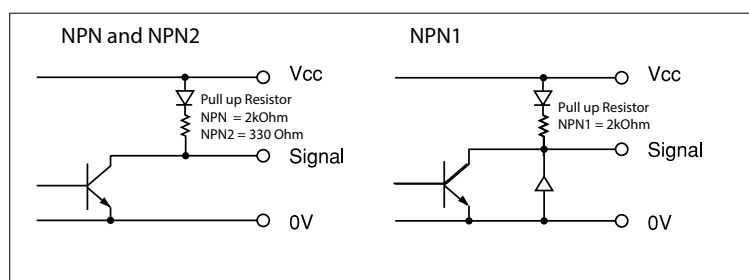 NPN and NPN2
Vcc
Pull up Resistor
NPN = 2kOhm
NPN2 = 330 Ohm
Signal
0V
NPN1
Vcc
Pull up Resistor
NPN1 = 2kOhm
Signal
0V